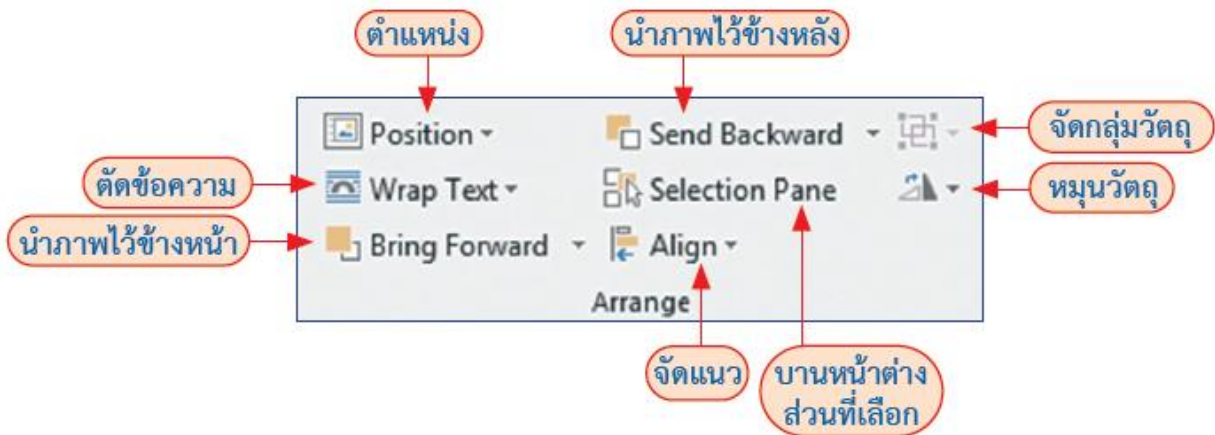 ตำแหน่ง
นำภาพไว้ข้างหลัง
Position
Send Backward
จัดกลุ่มวัตถุ
ตัดข้อความ
Wrap Text
Selection Pane
หมุนวัตถุ
นำภาพไว้ข้างหน้า
Bring Forward
Align
Arrange
จัดแนว
บานหน้าต่าง
ส่วนที่เลือก